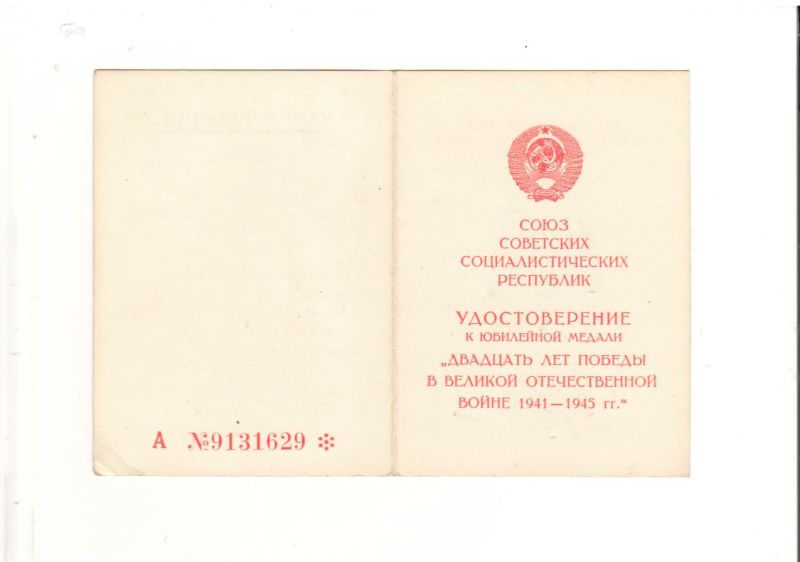 А №9131629
СОЮЗ
СОВЕТСКИХ
СОЦИАЛИСТИЧЕСКИХ
РЕСПУБЛИК
УДОСТОВЕРЕНИЕ
К ЮБИЛЕЙНОЙ МЕДАЛИ
„ДВАДЦАТЬ ЛЕТ ПОБЕДЫ
В ВЕЛИКОЙ ОТЕЧЕСТВЕННОЙ
ВОЙНЕ 1941—1945 гг.“